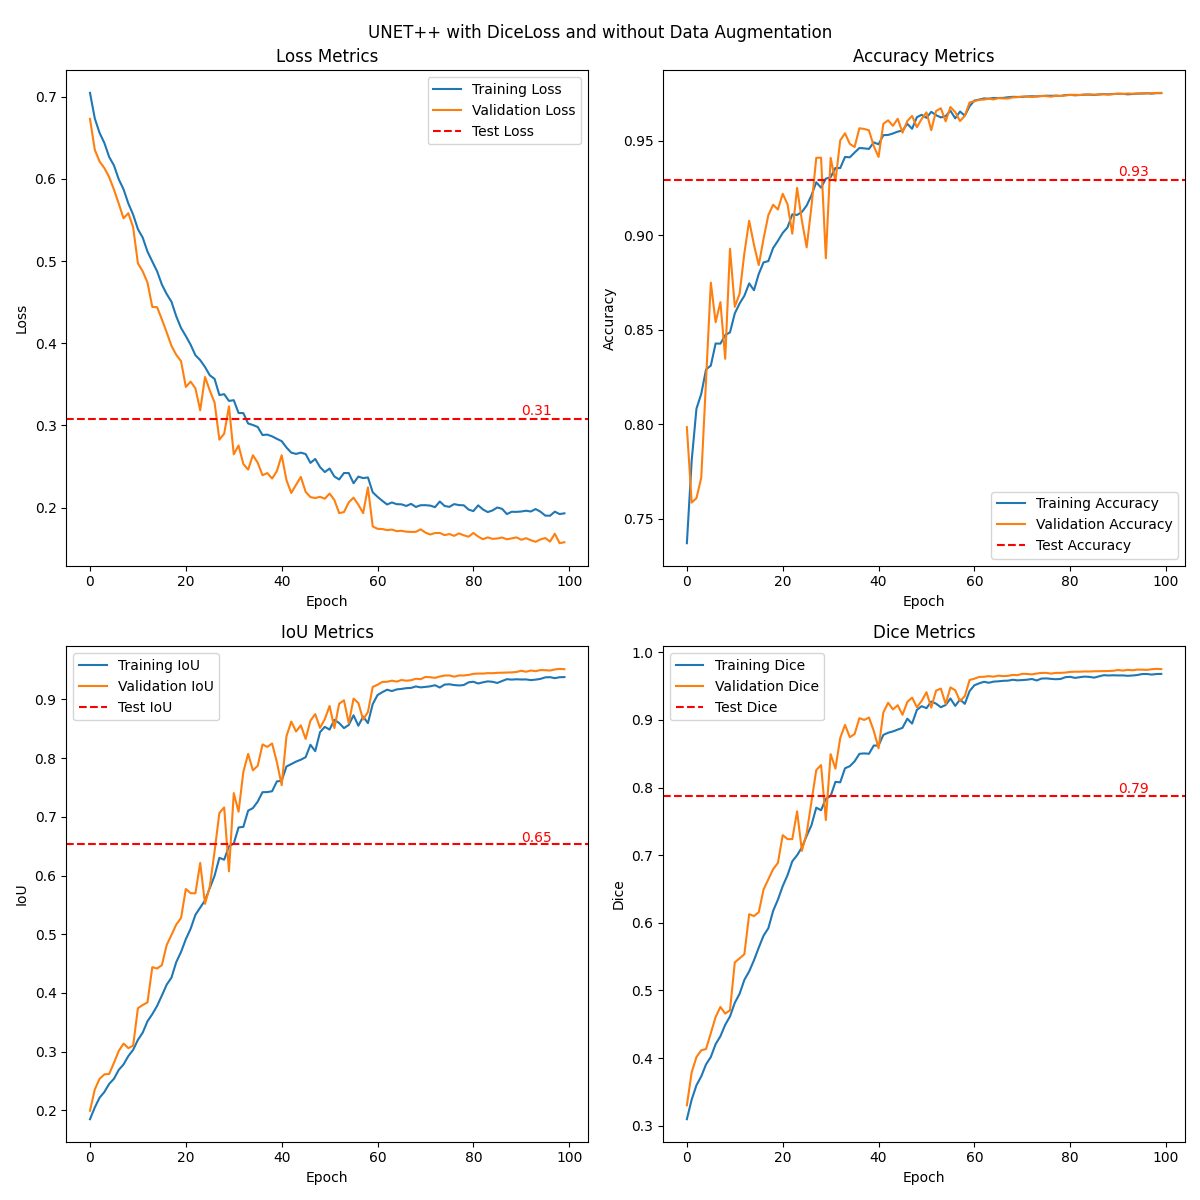 UNET++ with DiceLoss and without Data Augmentation
Loss Metrics
Training Loss
Validation Loss
Test Loss
0.31
0.7
0.6
0.5
0.4
0.3
0.2
Loss
0
20
40
60
80
100
Epoch
Accuracy Metrics
0.93
Training Accuracy
Validation Accuracy
Test Accuracy
0.95
0.90
0.85
0.80
0.75
Accuracy
0
20
40
60
80
100
Epoch
IoU Metrics
Training IoU
Validation IoU
Test IoU
0.65
0.9
0.8
0.7
0.6
0.5
0.4
0.3
0.2
IoU
0
20
40
60
80
100
Epoch
Dice Metrics
Training Dice
Validation Dice
Test Dice
0.79
1.0
0.9
0.8
0.7
0.6
0.5
0.4
0.3
Dice
0
20
40
60
80
100
Epoch